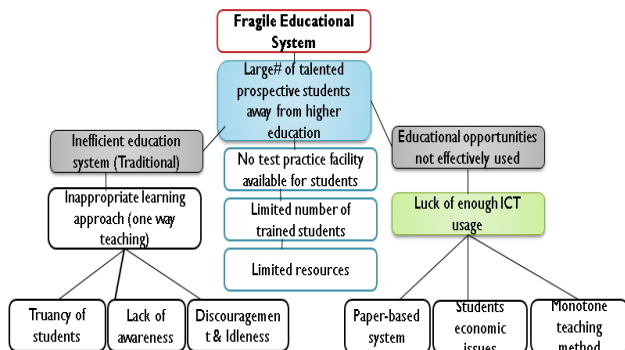 Fragile Educational
System
Large# of talented
prospective students
away from higher
education
Inefficient education
system (Traditional)
Educational opportunities
not effectively used
No test practice facility
available for students
Inappropriate learning
approach (one way
teaching)
Limited number of
trained students
Luck of enough ICT
usage
Limited resources
Truancy of
students
Lack of
awareness
Discouragemen
t & Idleness
Paper-based
system
Students
economic
issues
Monotone
teaching
method